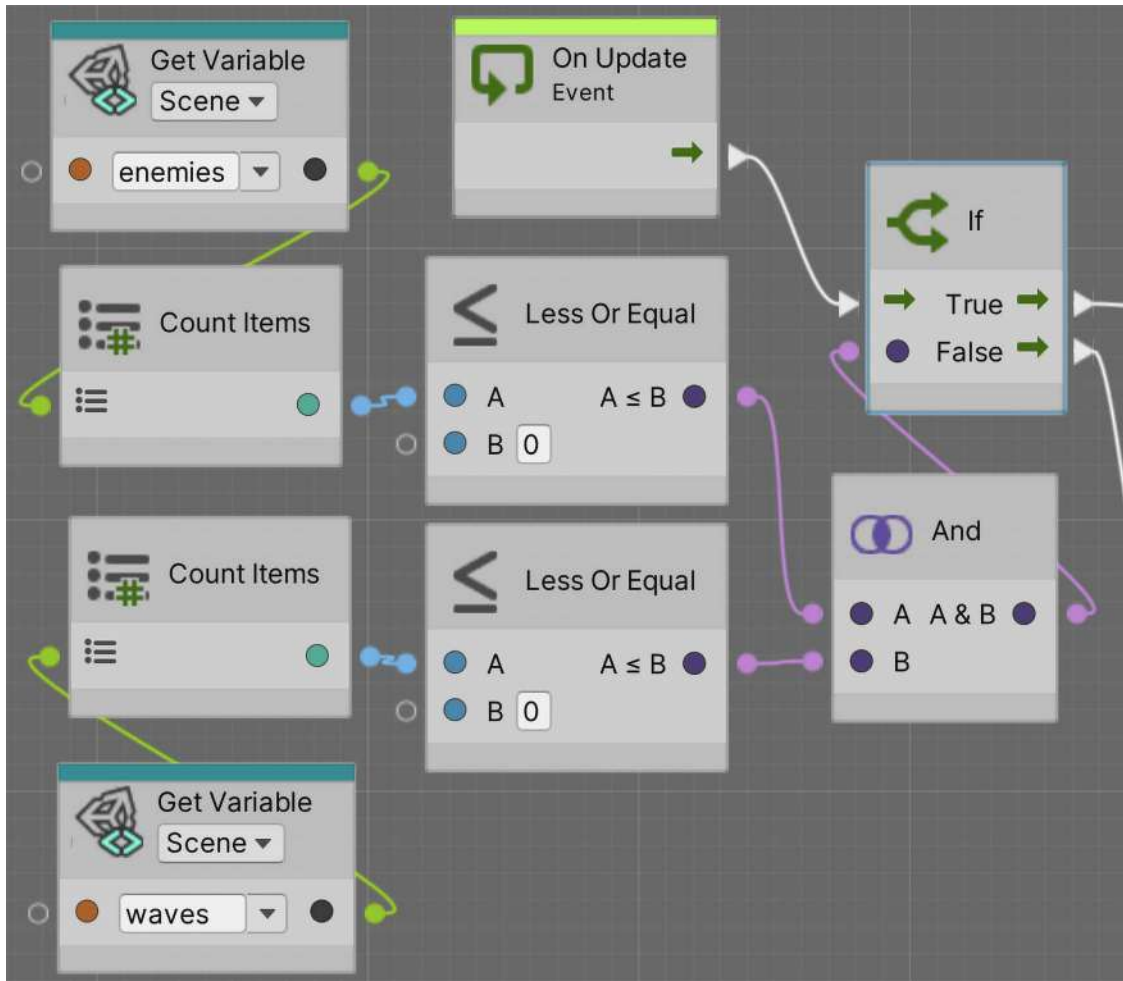 Get Variable
Scene
enemies
On Update
Event
If
True
False
Count Items
Less Or Equal
A A ≤ B
B 0
Count Items
Less Or Equal
A A ≤ B
B 0
And
A A & B
B
Get Variable
Scene
waves